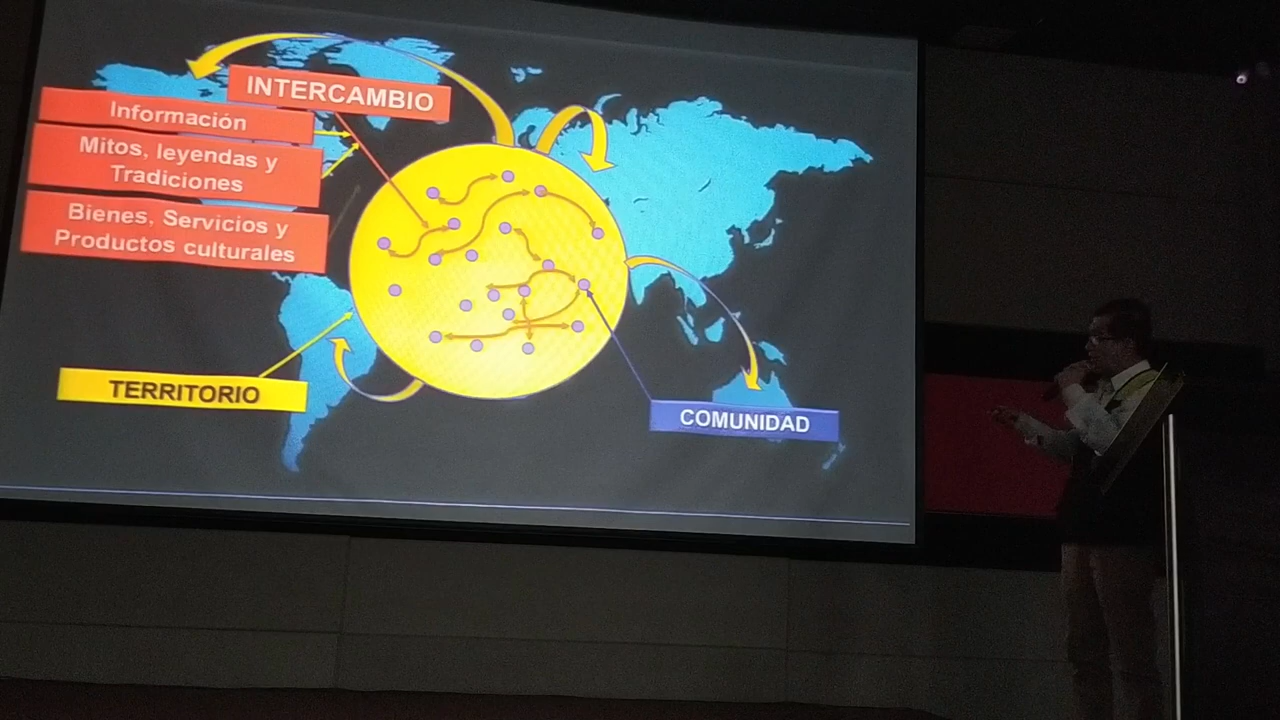 INTERCAMBIO
Información
Mitos, leyendas y
Tradiciones
Bienes, Servicios y
Productos culturales
TERRITORIO
COMUNIDAD